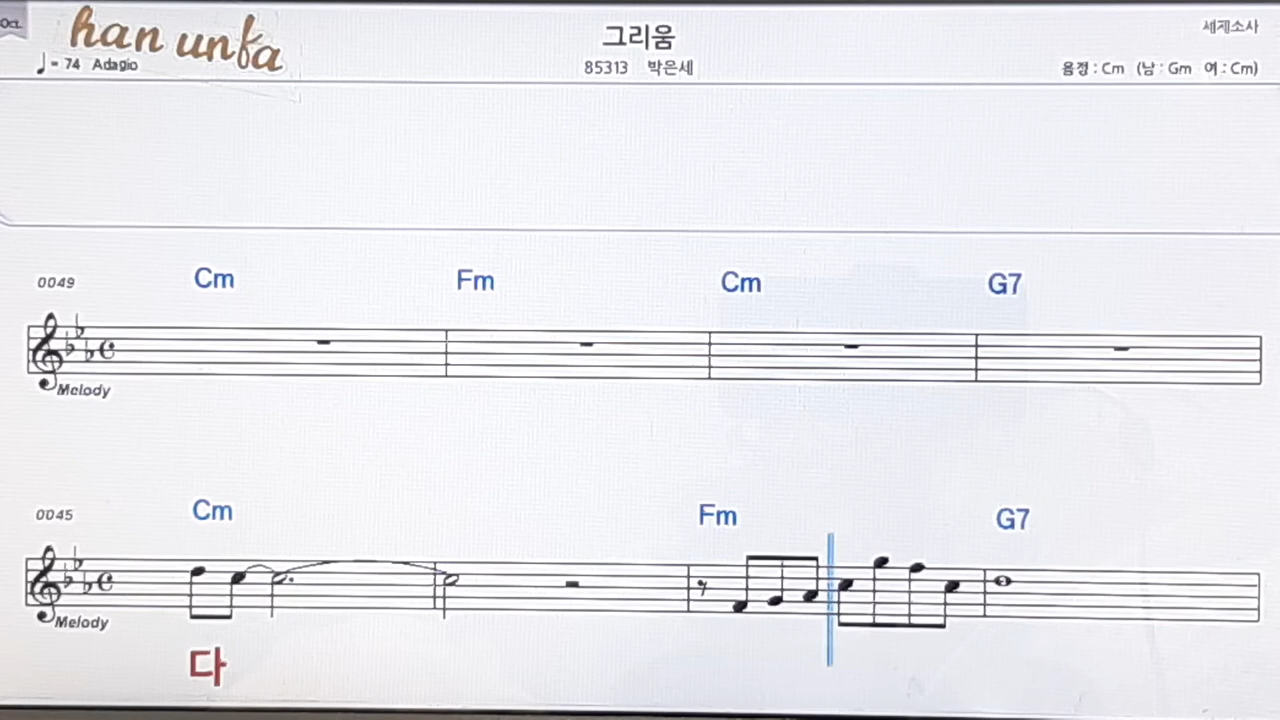 Oct.
han unfa
그리움
세제소사
♩= 74 Adagio
85313 박은세
음정 : Cm (남 : Gm 여 : Cm)
0049 Cm Fm Cm G7
Melody
0045 Cm Fm G7
Melody
다